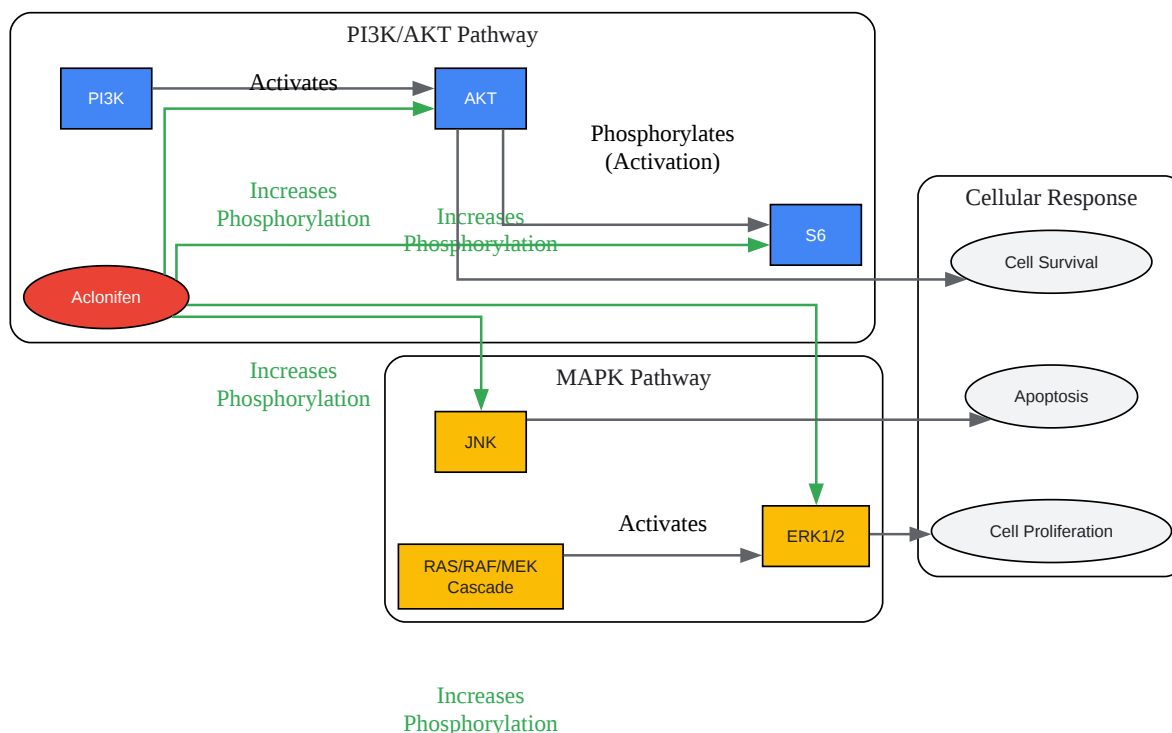 PI3K/AKT Pathway
PI3K
Activates
AKT
Phosphorylates
(Activation)
Increases
Phosphorylation
Increases
Phosphorylation
S6
Cellular Response
Cell Survival
Aclonifen
Increases
Phosphorylation
MAPK Pathway
JNK
Apoptosis
Activates
ERK1/2
Cell Proliferation
RAS/RAF/MEK
Cascade
Increases
Phosphorylation